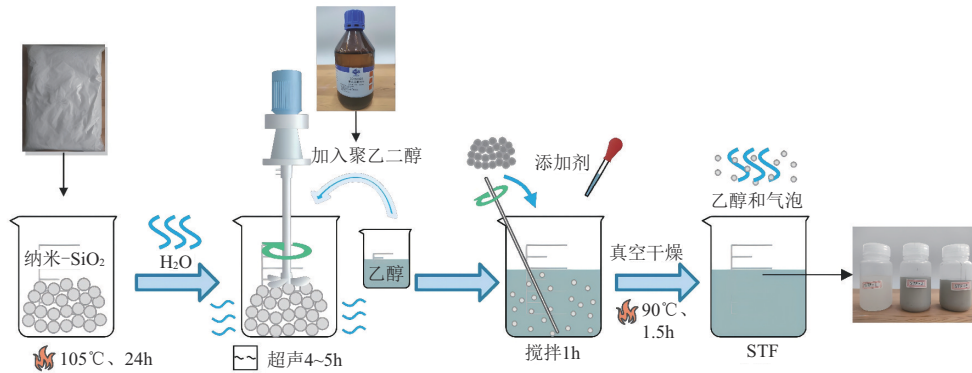 加入聚乙二醇
添加剂
乙醇和气泡
纳米-SiO₂
H₂O
乙醇
真空干燥
90℃、
1.5h
105℃、24h
超声4~5h
搅拌1h
STF